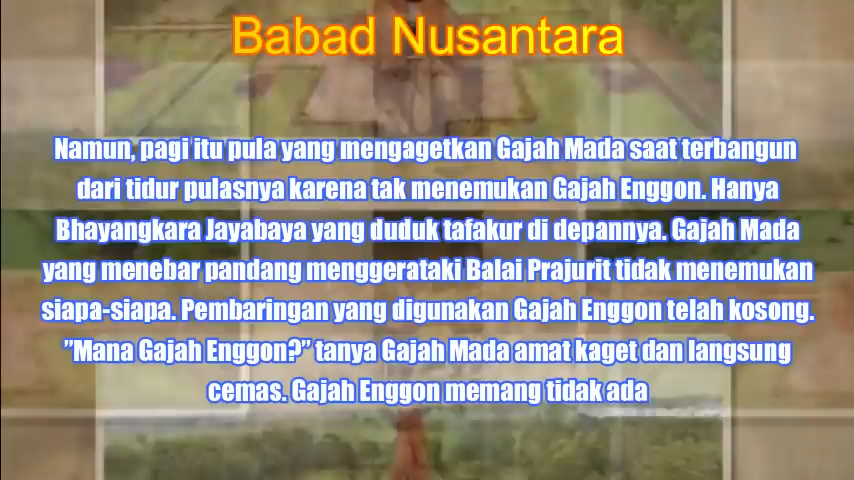 Babad Nusantara
Namun, pagi itu pula yang mengagetkan Gajah Mada saat terbangun
dari tidur pulasnya karena tak menemukan Gajah Enggon. Hanya
Bhayangkara Jayabaya yang duduk tafakur di depannya. Gajah Mada
yang menebar pandang menggerataki Balai Prajurit tidak menemukan
siapa-siapa. Pembaringan yang digunakan Gajah Enggon telah kosong.
”Mana Gajah Enggon?” tanya Gajah Mada amat kaget dan langsung
cemas. Gajah Enggon memang tidak ada